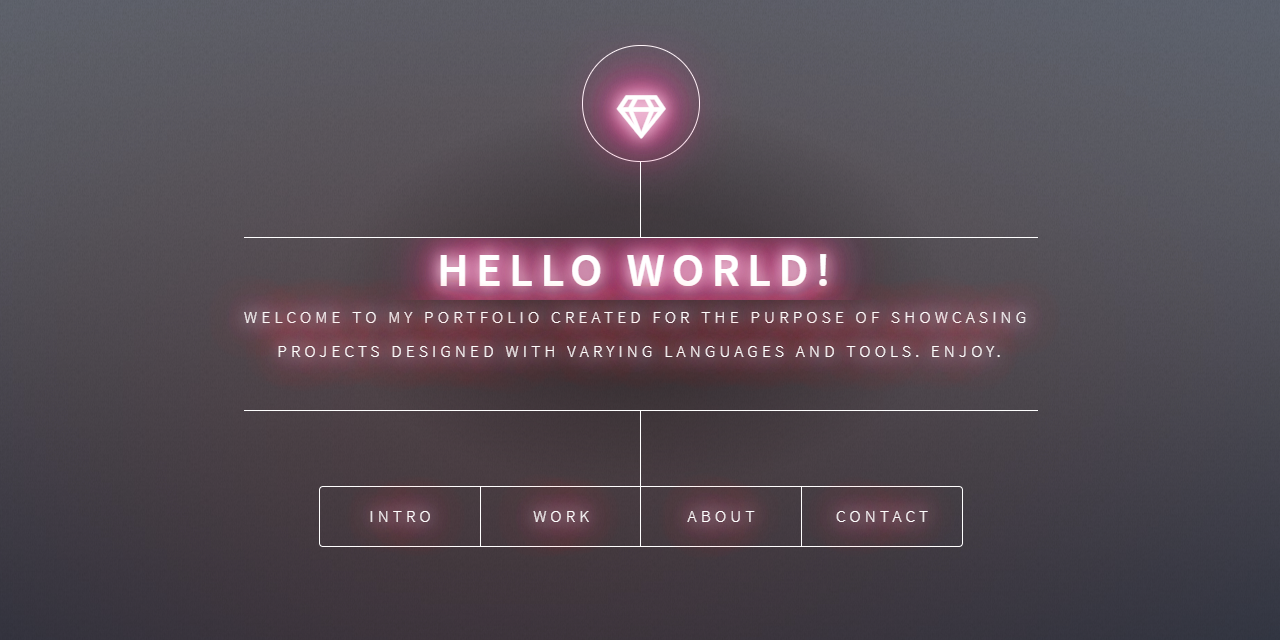 HELLO WORLD!
WELCOME TO MY PORTFOLIO CREATED FOR THE PURPOSE OF SHOWCASING
PROJECTS DESIGNED WITH VARYING LANGUAGES AND TOOLS. ENJOY.
INTRO WORK ABOUT CONTACT